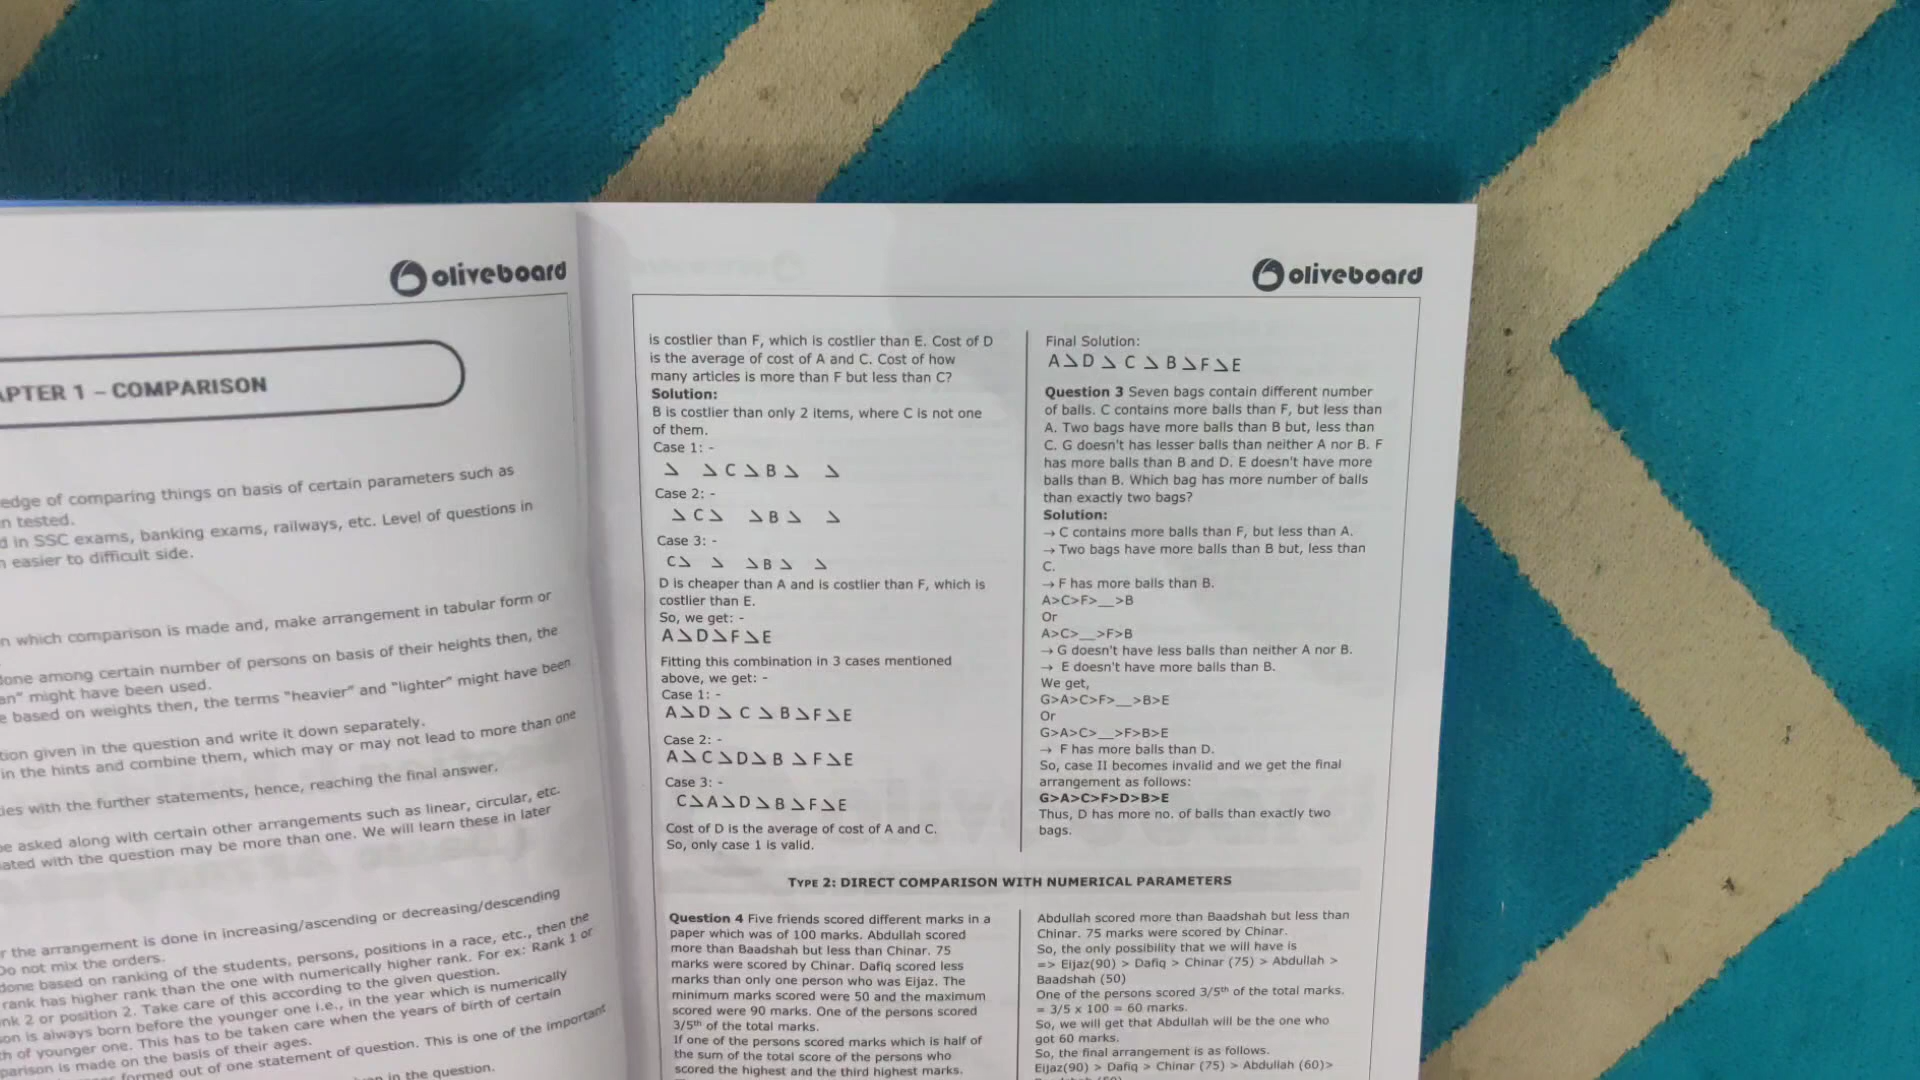 oliveboard
APTER 1 – COMPARISON
edge of comparing things on basis of certain parameters such as
n tested.
d in SSC exams, banking exams, railways, etc. Level of questions in
n easier to difficult side.
n which comparison is made and, make arrangement in tabular form or
done among certain number of persons on basis of their heights then, the
an" might have been used.
e based on weights then, the terms "heavier" and "lighter" might have been
tion given in the question and write it down separately.
in the hints and combine them, which may or may not lead to more than one
ies with the further statements, hence, reaching the final answer.
be asked along with certain other arrangements such as linear, circular, etc.
ated with the question may be more than one. We will learn these in later
r the arrangement is done in increasing/ascending or decreasing/descending
Do not mix the orders.
done based on ranking of the students, persons, positions in a race, etc., then the
rank has higher rank than the one with numerically higher rank. For ex: Rank 1 or
nk 2 or position 2. Take care of this according to the given question.
son is always born before the younger one i.e., in the year which is numerically
h of younger one. This has to be taken care when the years of birth of certain
parison is made on the basis of their ages.
formed out of one statement of question. This is one of the important
in the question.
oliveboard
is costlier than F, which is costlier than E. Cost of D
is the average of cost of A and C. Cost of how
many articles is more than F but less than C?
Solution:
B is costlier than only 2 items, where C is not one
of them.
Case 1: -
> > C > B > >
Case 2: -
> C > > B > >
Case 3: -
C > > > B > >
D is cheaper than A and is costlier than F, which is
costlier than E.
So, we get: -
A > D > F > E
Fitting this combination in 3 cases mentioned
above, we get: -
Case 1: -
A > D > C > B > F > E
Case 2: -
A > C > D > B > F > E
Case 3: -
C > A > D > B > F > E
Cost of D is the average of cost of A and C.
So, only case 1 is valid.
Final Solution:
A > D > C > B > F > E
Question 3 Seven bags contain different number
of balls. C contains more balls than F, but less than
A. Two bags have more balls than B but, less than
C. G doesn't has lesser balls than neither A nor B. F
has more balls than B and D. E doesn't have more
balls than B. Which bag has more number of balls
than exactly two bags?
Solution:
→ C contains more balls than F, but less than A.
→ Two bags have more balls than B but, less than
C.
→ F has more balls than B.
A>C>F>__>B
Or
A>C>__>F>B
→ G doesn't have less balls than neither A nor B.
→ E doesn't have more balls than B.
We get,
G>A>C>F>__>B>E
Or
G>A>C>__>F>B>E
→ F has more balls than D.
So, case II becomes invalid and we get the final
arrangement as follows:
G>A>C>F>D>B>E
Thus, D has more no. of balls than exactly two
bags.
TYPE 2: DIRECT COMPARISON WITH NUMERICAL PARAMETERS
Question 4 Five friends scored different marks in a
paper which was of 100 marks. Abdullah scored
more than Baadshah but less than Chinar. 75
marks were scored by Chinar. Dafiq scored less
marks than only one person who was Eijaz. The
minimum marks scored were 50 and the maximum
scored were 90 marks. One of the persons scored
3/5th of the total marks.
If one of the persons scored marks which is half of
the sum of the total score of the persons who
scored the highest and the third highest marks.
Abdullah scored more than Baadshah but less than
Chinar. 75 marks were scored by Chinar.
So, the only possibility that we will have is
=> Eijaz(90) > Dafiq > Chinar (75) > Abdullah >
Baadshah (50)
One of the persons scored 3/5th of the total marks.
= 3/5 x 100 = 60 marks.
So, we will get that Abdullah will be the one who
got 60 marks.
So, the final arrangement is as follows.
Eijaz(90) > Dafiq > Chinar (75) > Abdullah (60)>